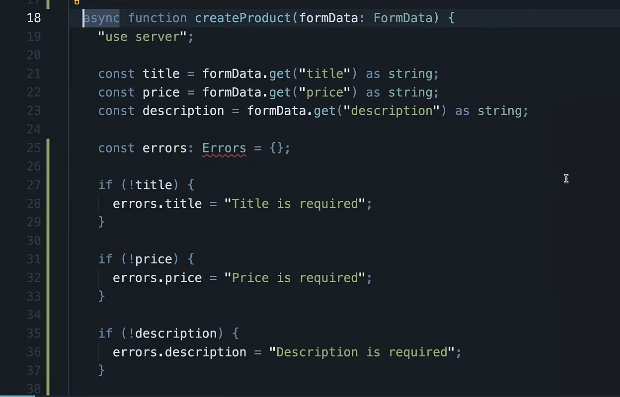 18 async function createProduct(formData: FormData) {
19 "use server";
20
21 const title = formData.get("title") as string;
22 const price = formData.get("price") as string;
23 const description = formData.get("description") as string;
24
25 const errors: Errors = {};
26
27 if (!title) {
28 errors.title = "Title is required";
29 }
30
31 if (!price) {
32 errors.price = "Price is required";
33 }
34
35 if (!description) {
36 errors.description = "Description is required";
37 }
38